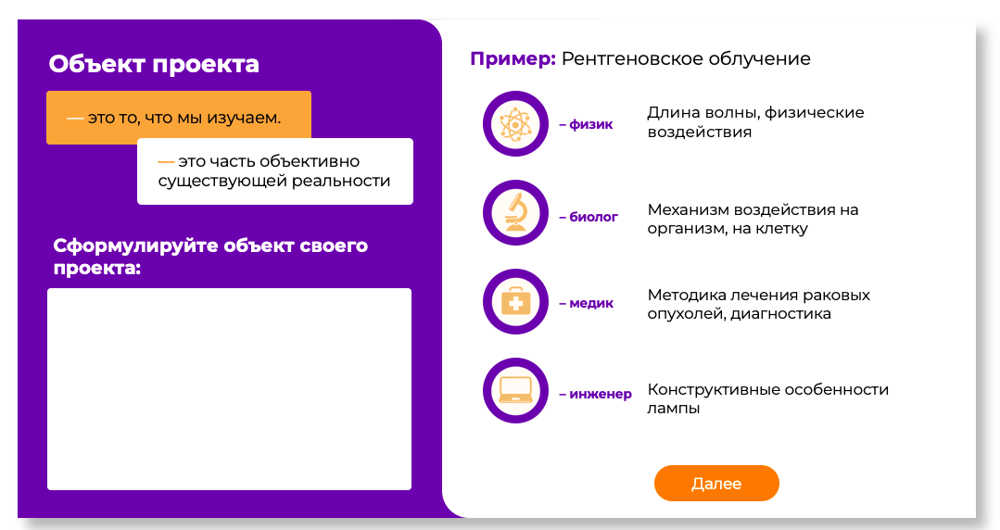 Объект проекта
— это то, что мы изучаем.
— это часть объективно
существующей реальности
Сформулируйте объект своего
проекта:
Пример: Рентгеновское облучение
– физик
Длина волны, физические
воздействия
– биолог
Механизм воздействия на
организм, на клетку
– медик
Методика лечения раковых
опухолей, диагностика
– инженер
Конструктивные особенности
лампы
Далее